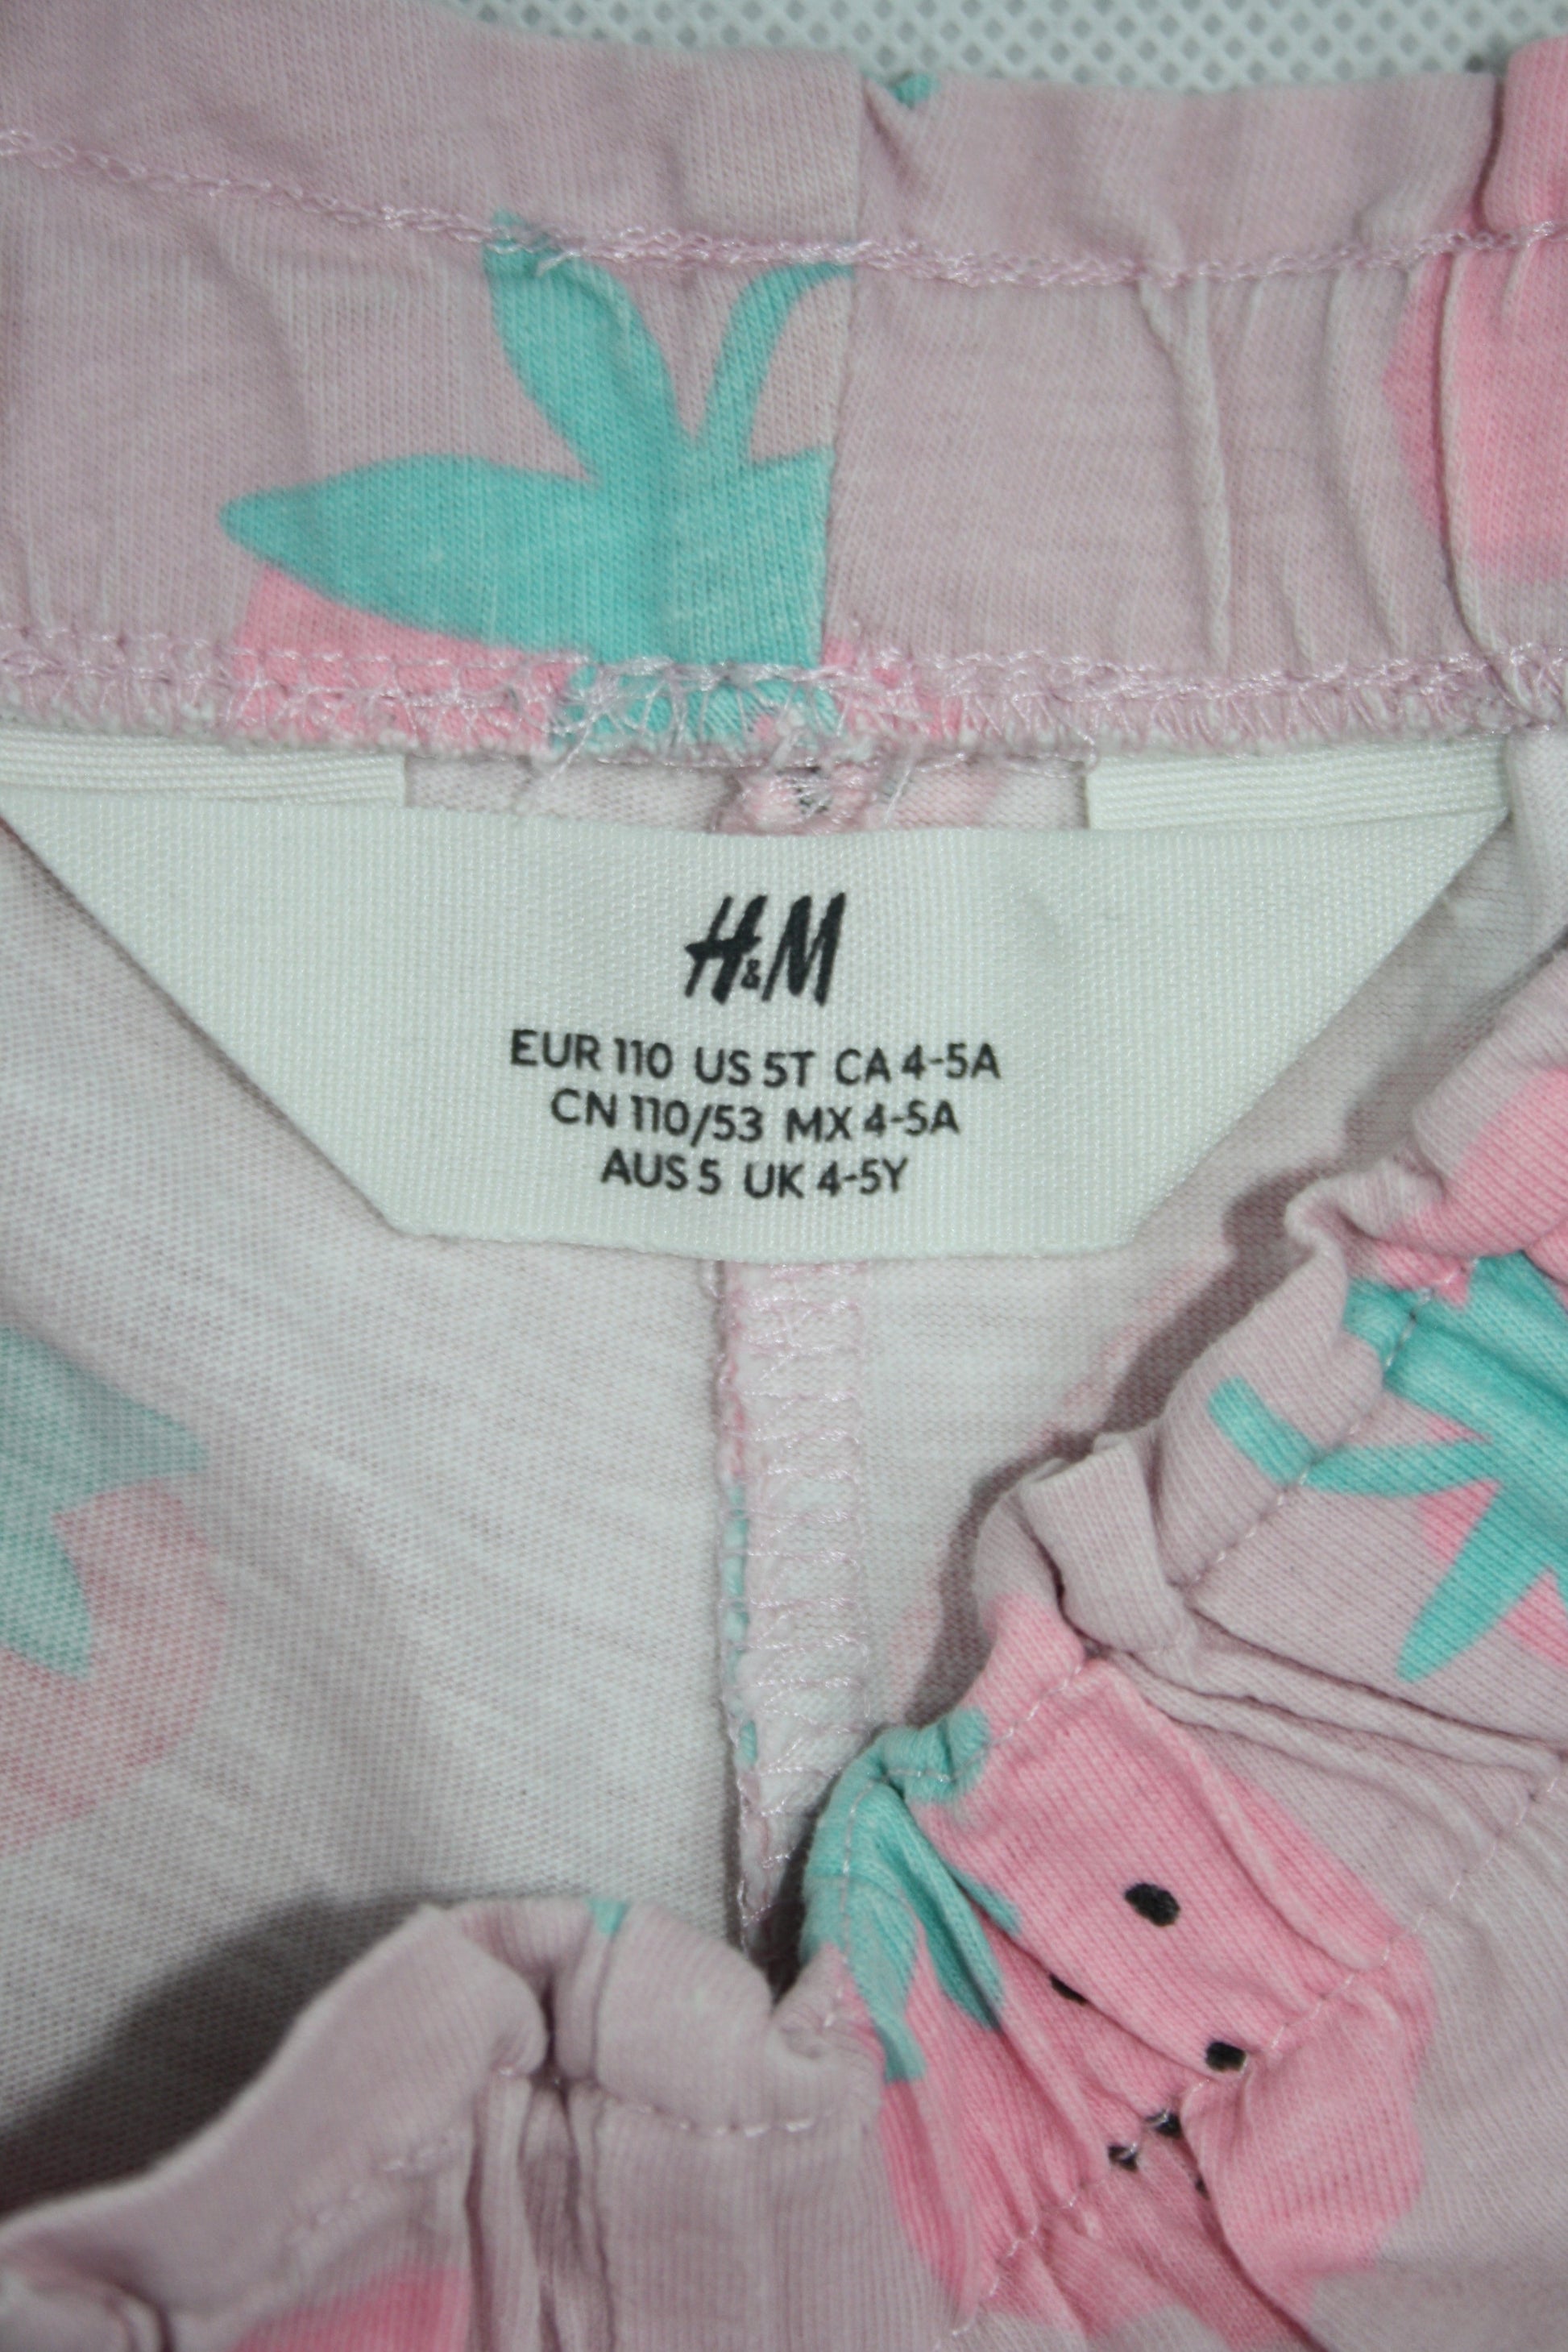 H&M
EUR 110 US 5T CA 4-5A
CN 110/53 MX 4-5A
AUS 5 UK 4-5Y